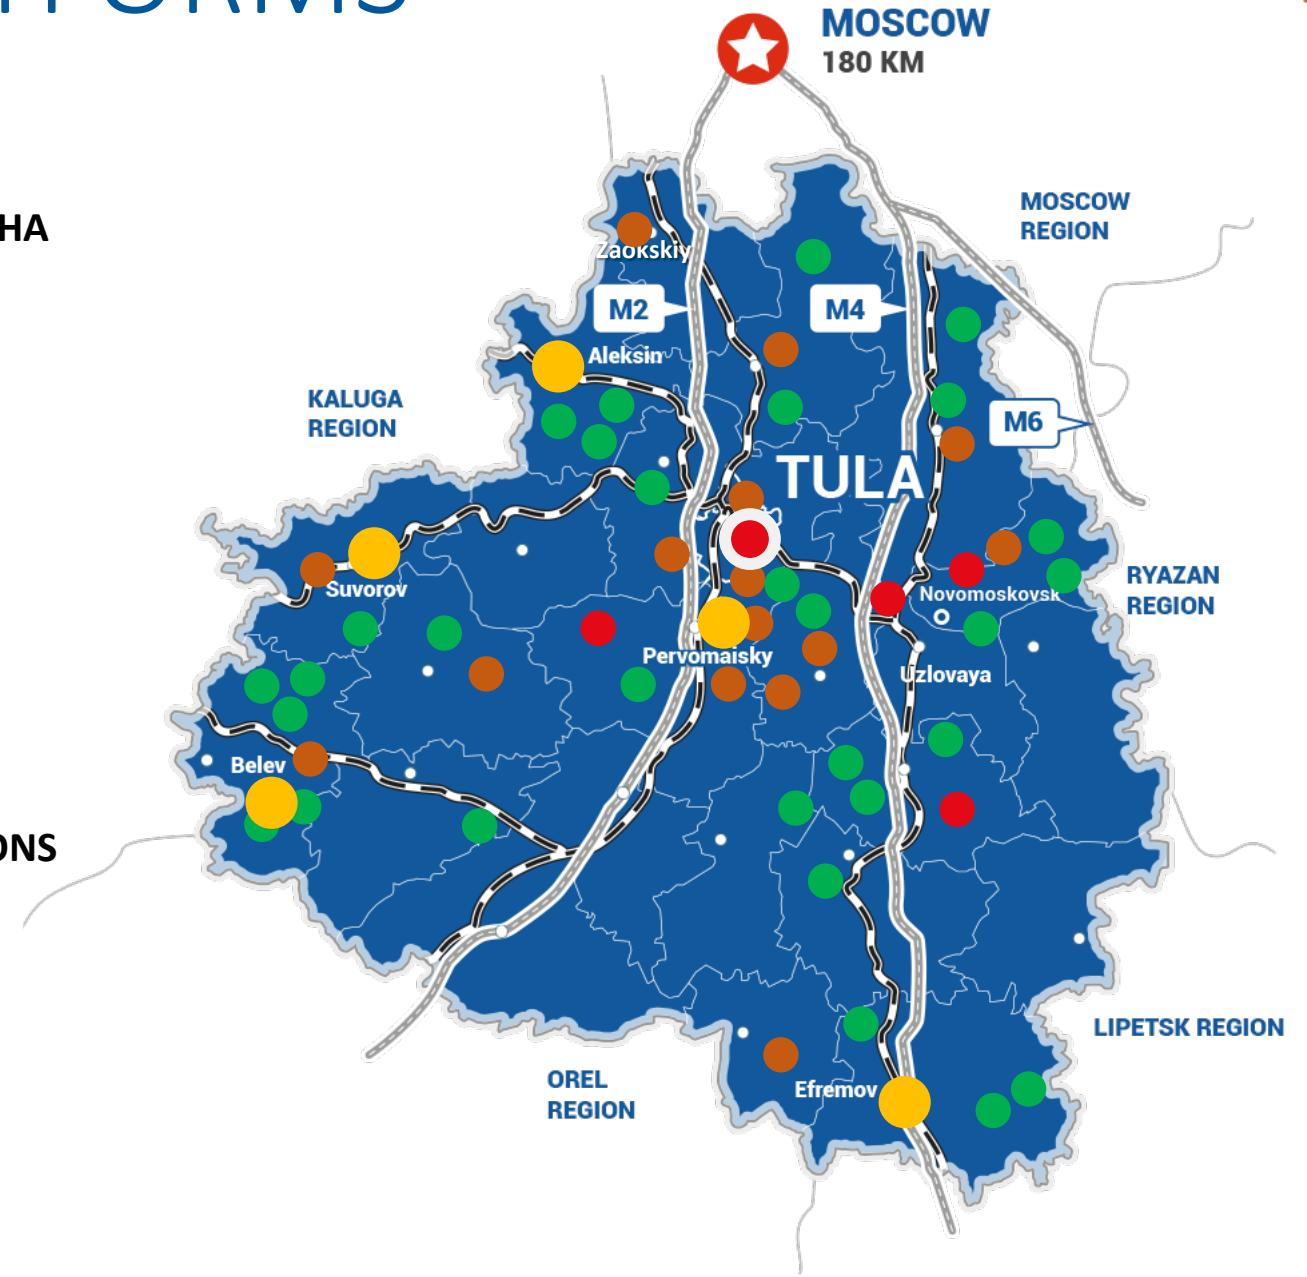 MOSCOW
180 KM
MOSCOW
REGION
HA
Zaokskiy
M2
M4
Aleksin
KALUGA
REGION
M6
TULA
Suvorov
Novomoskovsk
RYAZAN
REGION
Pervomaisky
Uzlovaya
Belev
ONS
LIPETSK REGION
OREL
REGION
Efremov